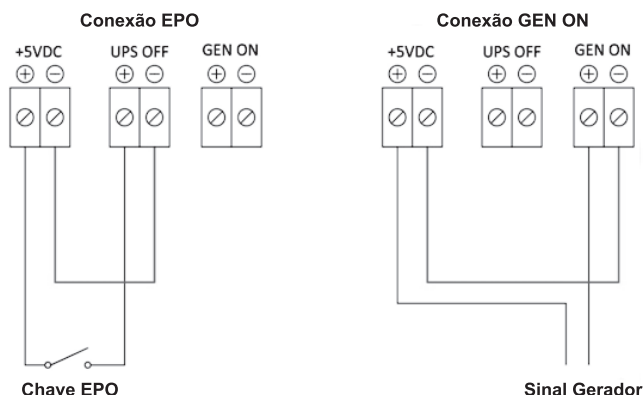 Conexão EPO
+5VDC UPS OFF GEN ON
+ − + − + −
Chave EPO
Conexão GEN ON
+5VDC UPS OFF GEN ON
+ − + − + −
Sinal Gerador